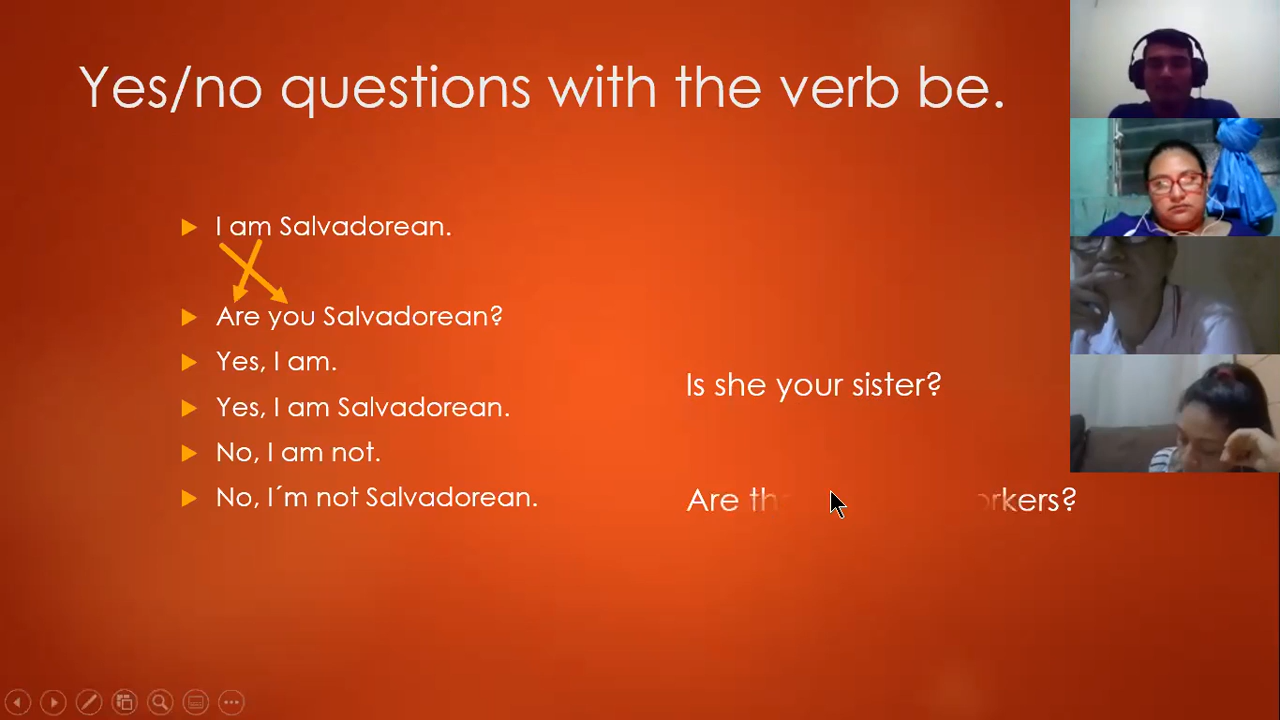 Yes/no questions with the verb be.
I am Salvadorean.
Are you Salvadorean?
Yes, I am.
Yes, I am Salvadorean.
No, I am not.
No, I´m not Salvadorean.
Is she your sister?
Are